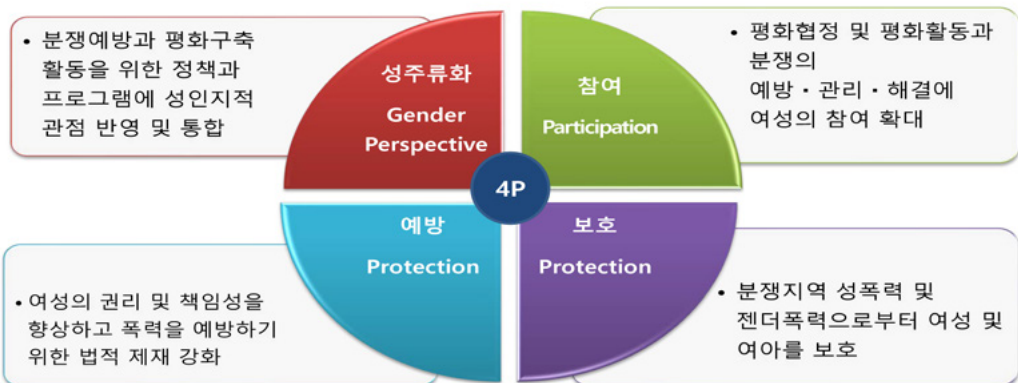 • 분쟁예방과 평화구축
활동을 위한 정책과
프로그램에 성인지적
관점 반영 및 통합
성주류화
Gender
Perspective
참여
Participation
• 평화협정 및 평화활동과
분쟁의
예방·관리·해결에
여성의 참여 확대
4P
• 여성의 권리 및 책임성을
향상하고 폭력을 예방하기
위한 법적 제재 강화
예방
Protection
보호
Protection
• 분쟁지역 성폭력 및
젠더폭력으로부터 여성 및
여아를 보호